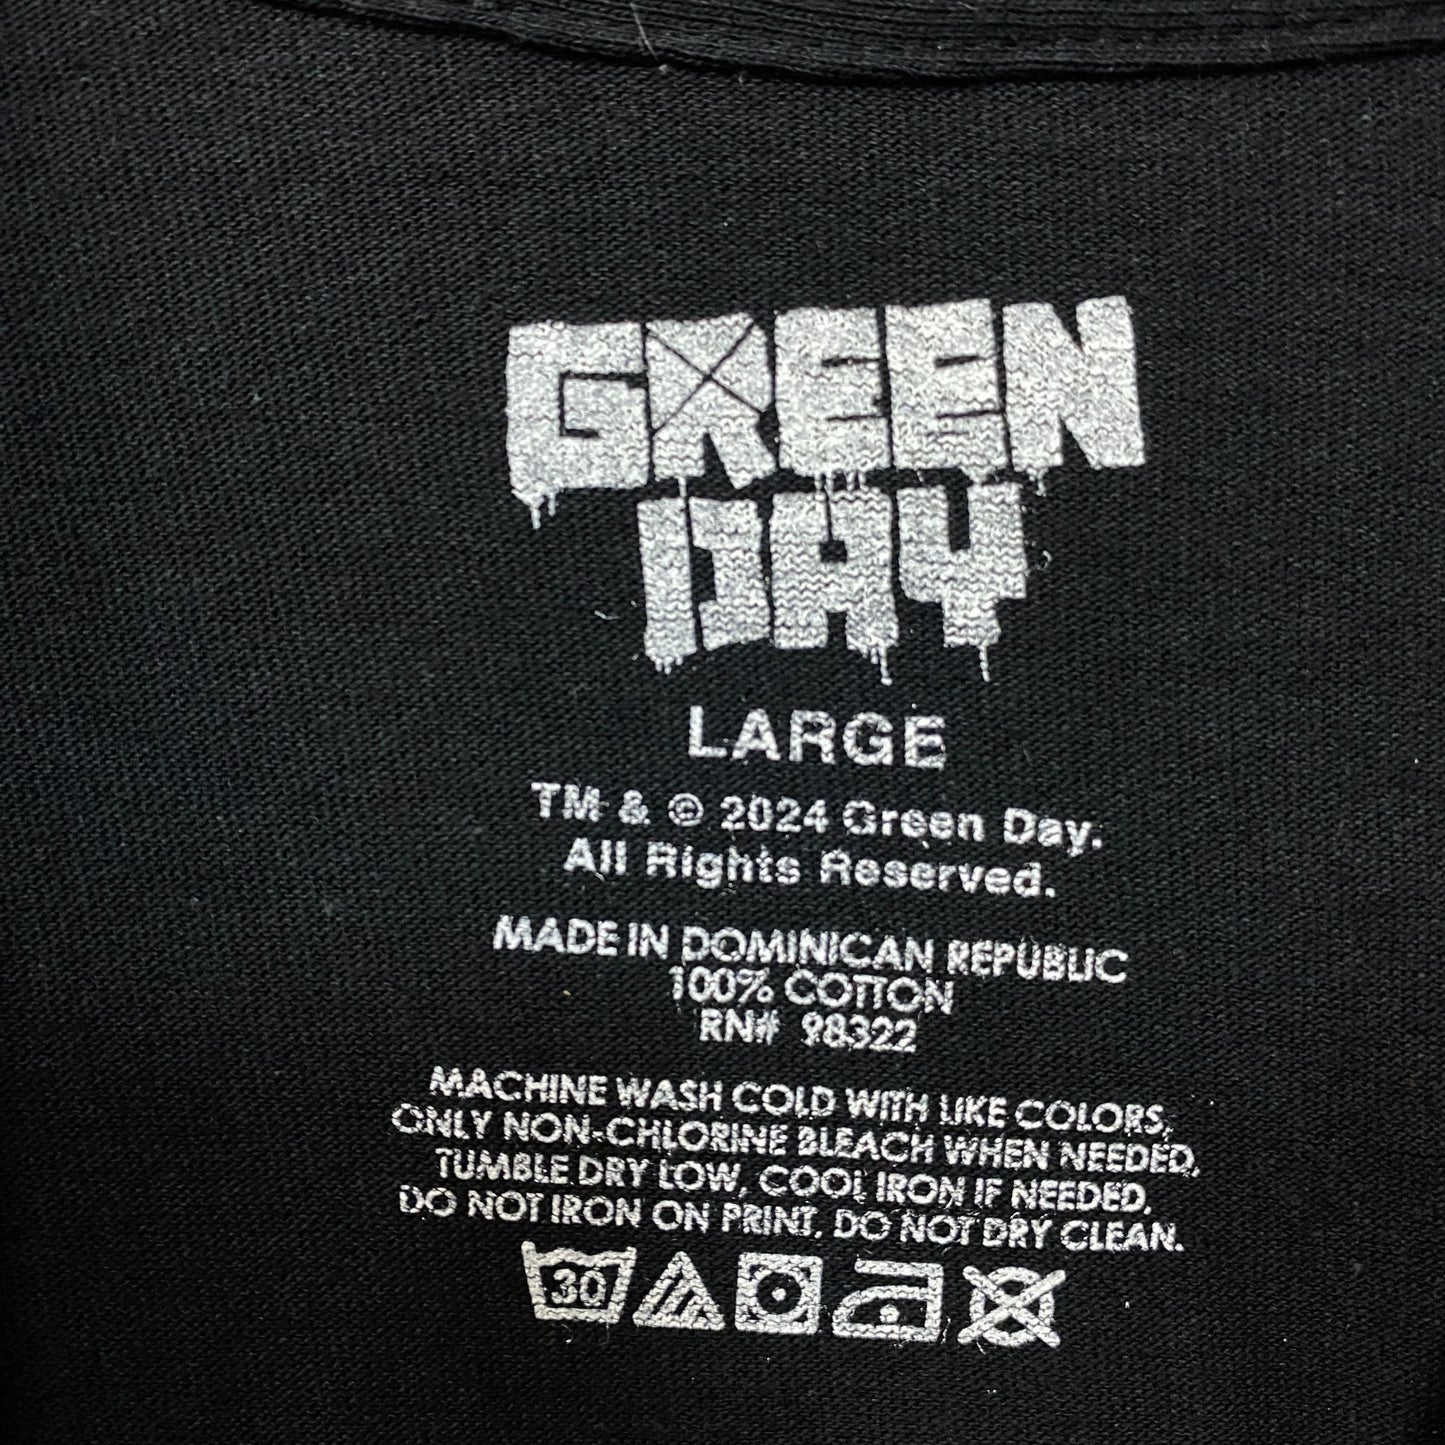 GREEN
DAY
LARGE
TM & © 2024 Green Day.
All Rights Reserved.
MADE IN DOMINICAN REPUBLIC
100% COTTON
RN# 98322
MACHINE WASH COLD WITH LIKE COLORS,
ONLY NON-CHLORINE BLEACH WHEN NEEDED,
TUMBLE DRY LOW, COOL IRON IF NEEDED,
DO NOT IRON ON PRINT, DO NOT DRY CLEAN.
30